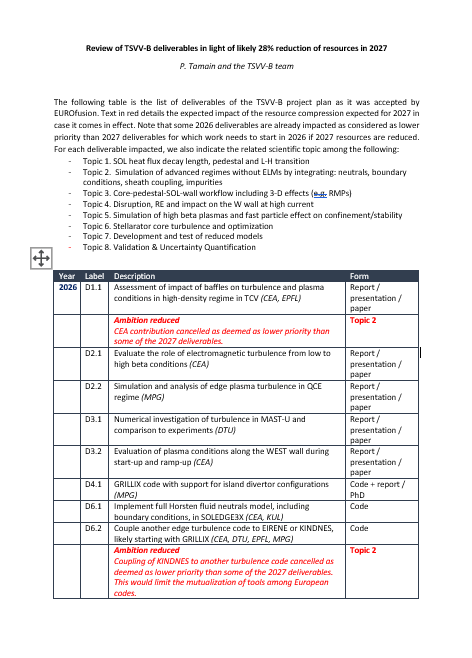 Review of TSVV-B deliverables in light of likely 28% reduction of resources in 2027
P. Tamain and the TSVV-B team
The following table is the list of deliverables of the TSVV-B project plan as it was accepted by
EUROfusion. Text in red details the expected impact of the resource compression expected for 2027 in
case it comes in effect. Note that some 2026 deliverables are already impacted as considered as lower
priority than 2027 deliverables for which work needs to start in 2026 if 2027 resources are reduced.
For each deliverable impacted, we also indicate the related scientific topic among the following:
- Topic 1. SOL heat flux decay length, pedestal and L-H transition
- Topic 2. Simulation of advanced regimes without ELMs by integrating: neutrals, boundary
conditions, sheath coupling, impurities
- Topic 3. Core-pedestal-SOL-wall workflow including 3-D effects (e.g. RMPs)
- Topic 4. Disruption, RE and impact on the W wall at high current
- Topic 5. Simulation of high beta plasmas and fast particle effect on confinement/stability
- Topic 6. Stellarator core turbulence and optimization
- Topic 7. Development and test of reduced models
- Topic 8. Validation & Uncertainty Quantification
Year Label Description Form
2026 D1.1 Assessment of impact of baffles on turbulence and plasma Report /
conditions in high-density regime in TCV (CEA, EPFL) presentation /
paper
Ambition reduced Topic 2
CEA contribution cancelled as deemed as lower priority than
some of the 2027 deliverables.
D2.1 Evaluate the role of electromagnetic turbulence from low to Report /
high beta conditions (CEA) presentation /
paper
D2.2 Simulation and analysis of edge plasma turbulence in QCE Report /
regime (MPG) presentation /
paper
D3.1 Numerical investigation of turbulence in MAST-U and Report /
comparison to experiments (DTU) presentation /
paper
D3.2 Evaluation of plasma conditions along the WEST wall during Report /
start-up and ramp-up (CEA) presentation /
paper
D4.1 GRILLIX code with support for island divertor configurations Code + report /
(MPG) PhD
D6.1 Implement full Horsten fluid neutrals model, including Code
boundary conditions, in SOLEDGE3X (CEA, KUL)
D6.2 Couple another edge turbulence code to EIRENE or KINDNES, Code
likely starting with GRILLIX (CEA, DTU, EPFL, MPG)
Ambition reduced Topic 2
Coupling of KINDNES to another turbulence code cancelled as
deemed as lower priority than some of the 2027 deliverables.
This would limit the mutualization of tools among European
codes.